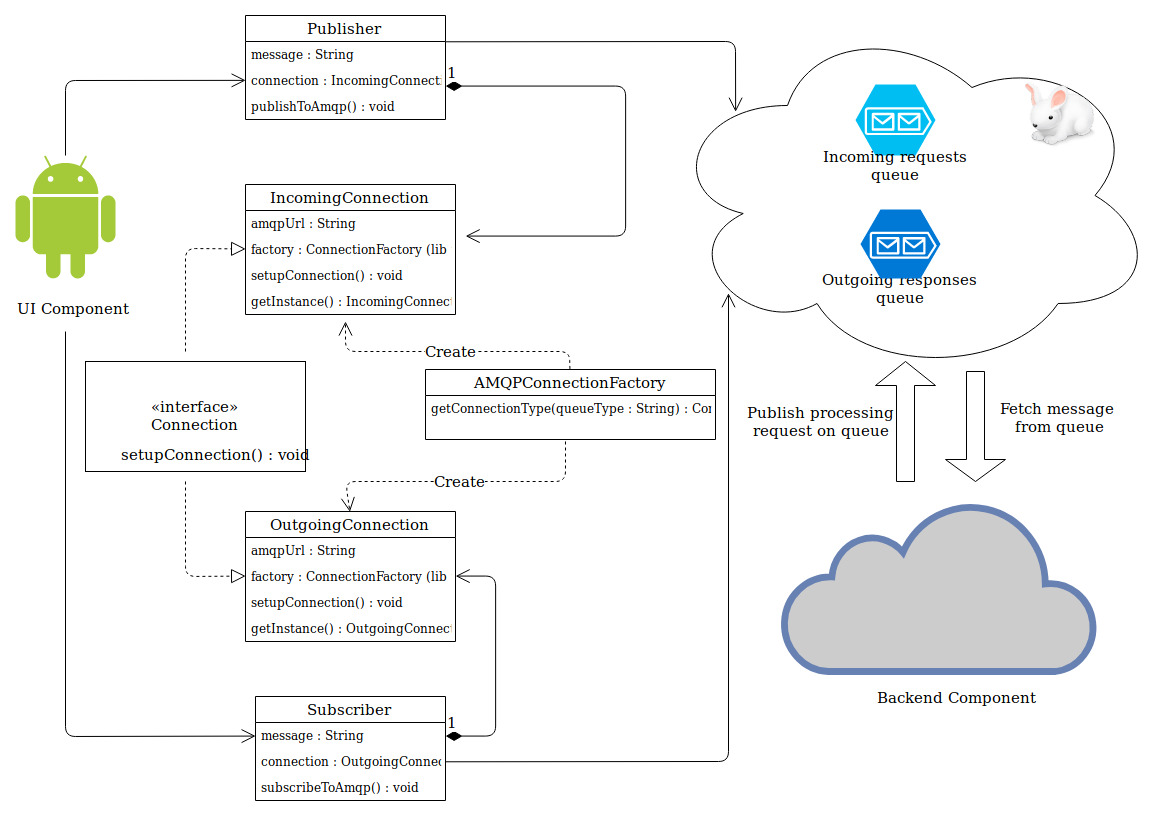 Publisher
message : String
connection : IncomingConnecti
publishToAmqp() : void
1
Incoming requests
queue
Outgoing responses
queue
IncomingConnection
amqpUrl : String
factory : ConnectionFactory (lib
setupConnection() : void
getInstance() : IncomingConnect
UI Component
Create
AMQPConnectionFactory
getConnectionType(queueType : String) : Con
«interface»
Connection
setupConnection() : void
Publish processing
request on queue
Fetch message
from queue
Create
OutgoingConnection
amqpUrl : String
factory : ConnectionFactory (lib
setupConnection() : void
getInstance() : OutgoingConnect
Subscriber
message : String
connection : OutgoingConnec
subscribeToAmqp() : void
1
Backend Component